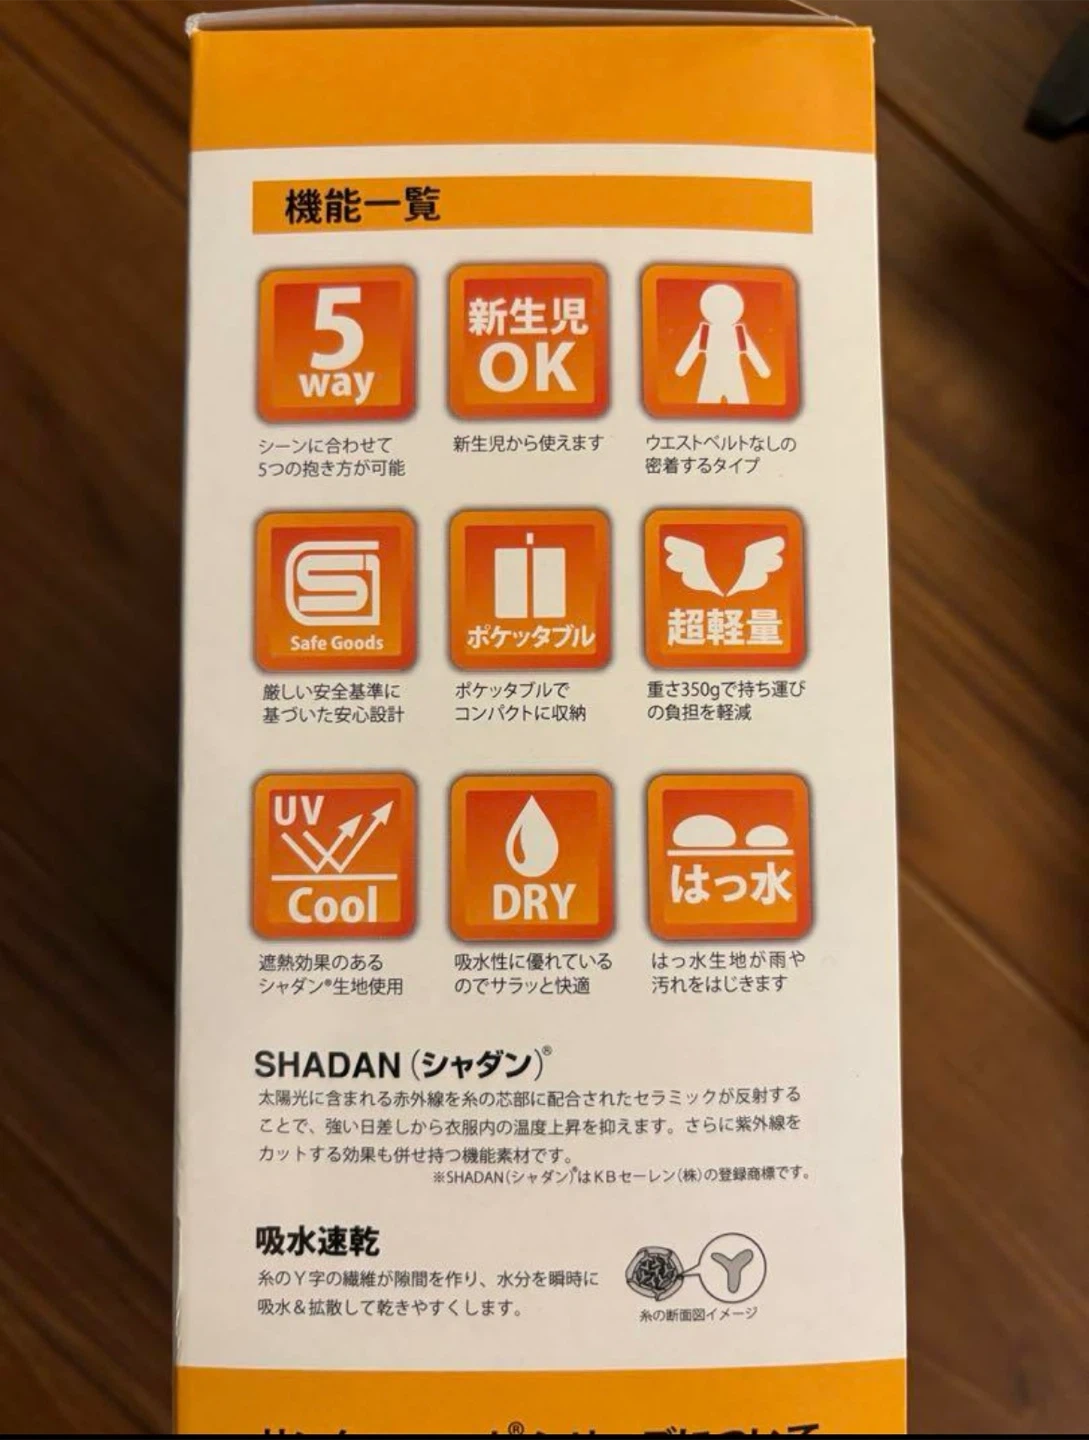 機能一覧
5
way
シーンに合わせて
5つの抱き方が可能
新生児
OK
新生児から使えます
ウエストベルトなしの
密着するタイプ
S
Safe Goods
厳しい安全基準に
基づいた安心設計
ポケッタブル
ポケッタブルで
コンパクトに収納
超軽量
重さ350gで持ち運び
の負担を軽減
UV
Cool
遮熱効果のある
シャダン®生地使用
DRY
吸水性に優れている
のでサラッと快適
はっ水
はっ水生地が雨や
汚れをはじきます
SHADAN(シャダン)®
太陽光に含まれる赤外線を糸の芯部に配合されたセラミックが反射する
ことで、強い日差しから衣服内の温度上昇を抑えます。さらに紫外線を
カットする効果も併せ持つ機能素材です。
※SHADAN(シャダン)®はKBセーレン(株)の登録商標です。
吸水速乾
糸のY字の繊維が隙間を作り、水分を瞬時に
吸水&拡散して乾きやすくします。
糸の断面図イメージ